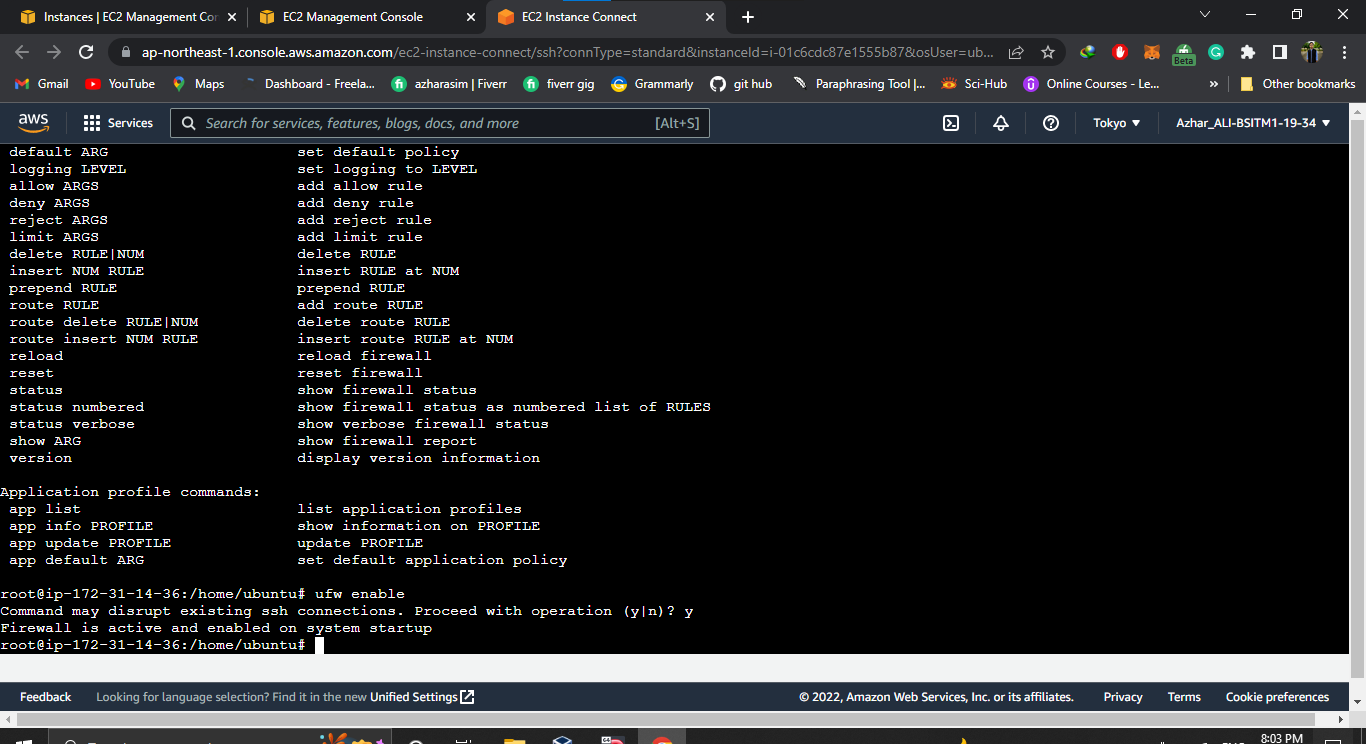 Instances | EC2 Management Con
EC2 Management Console
EC2 Instance Connect
ap-northeast-1.console.aws.amazon.com/ec2-instance-connect/ssh?connType=standard&instanceId=i-01c6cdc87e1555b87&osUser=ub...
Beta
Gmail
YouTube
Maps
Dashboard - Freela...
azharasim | Fiverr
fiverr gig
Grammarly
git hub
Paraphrasing Tool |...
Sci-Hub
Online Courses - Le...
»
Other bookmarks
aws
Services
Search for services, features, blogs, docs, and more [Alt+S]
Tokyo ▼
Azhar_ALI-BSITM1-19-34 ▼
default ARG set default policy
logging LEVEL set logging to LEVEL
allow ARGS add allow rule
deny ARGS add deny rule
reject ARGS add reject rule
limit ARGS add limit rule
delete RULE|NUM delete RULE
insert NUM RULE insert RULE at NUM
prepend RULE prepend RULE
route RULE add route RULE
route delete RULE|NUM delete route RULE
route insert NUM RULE insert route RULE at NUM
reload reload firewall
reset reset firewall
status show firewall status
status numbered show firewall status as numbered list of RULES
status verbose show verbose firewall status
show ARG show firewall report
version display version information
Application profile commands:
app list list application profiles
app info PROFILE show information on PROFILE
app update PROFILE update PROFILE
app default ARG set default application policy
root@ip-172-31-14-36:/home/ubuntu# ufw enable
Command may disrupt existing ssh connections. Proceed with operation (y|n)? y
Firewall is active and enabled on system startup
root@ip-172-31-14-36:/home/ubuntu#
Feedback
Looking for language selection? Find it in the new Unified Settings
© 2022, Amazon Web Services, Inc. or its affiliates.
Privacy
Terms
Cookie preferences
8:03 PM